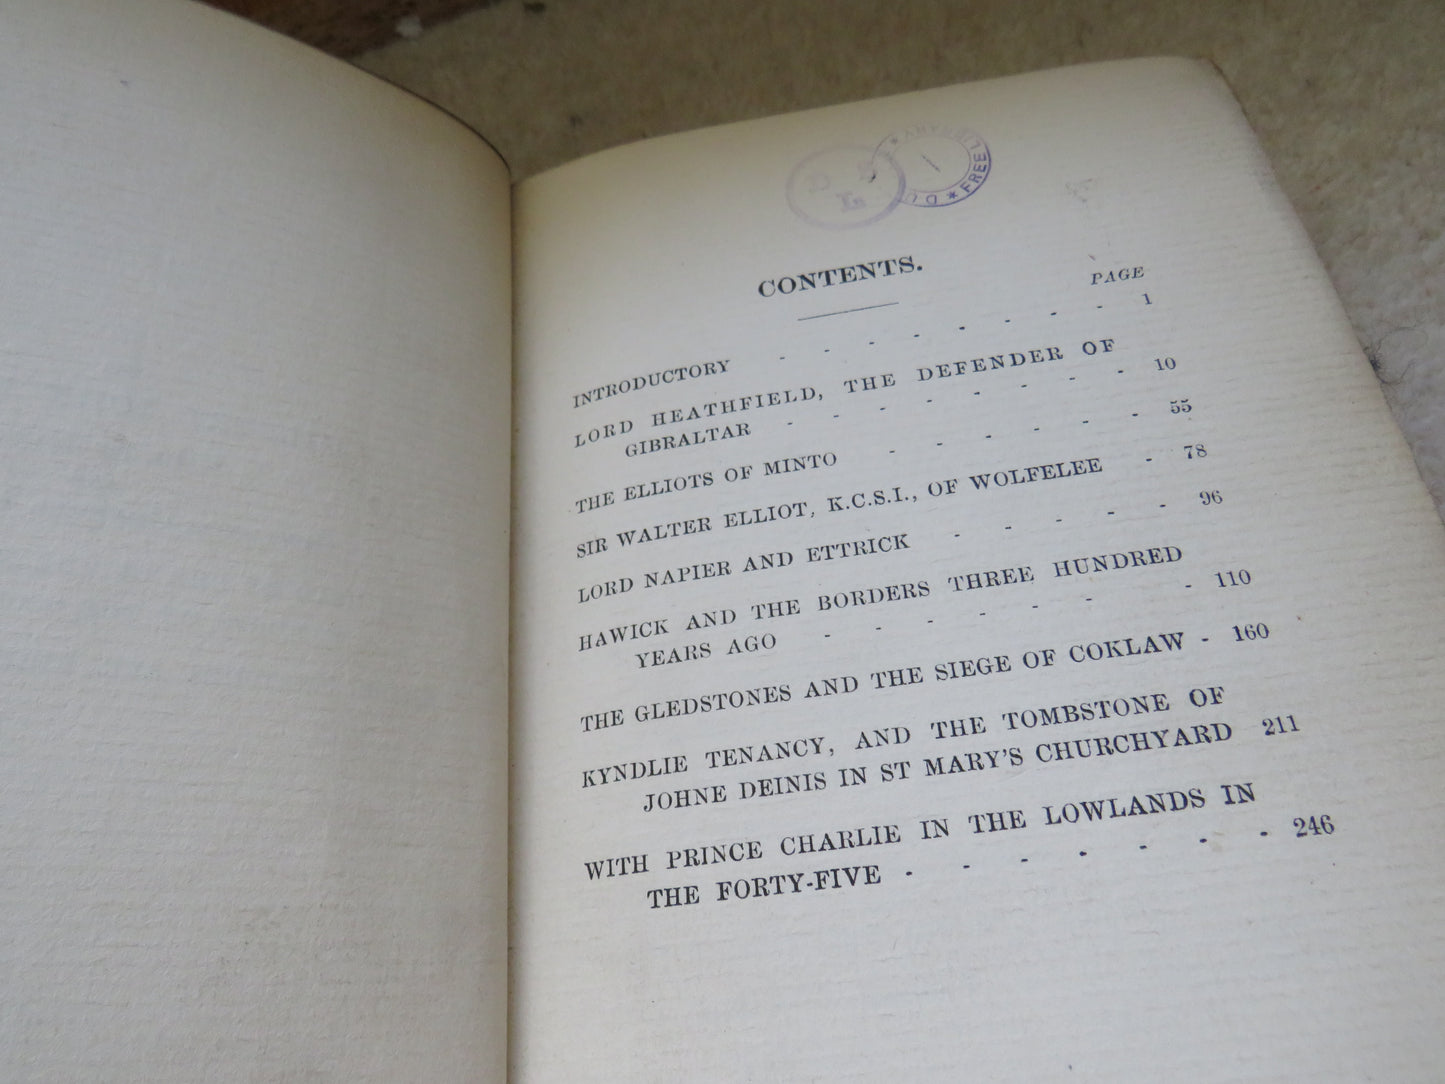 FREE LIBRARY * DU *
CONTENTS.
PAGE
INTRODUCTORY - - - - - - - - 1
LORD HEATHFIELD, THE DEFENDER OF
GIBRALTAR - - - - - - - - 10
THE ELLIOTS OF MINTO - - - - - - 55
SIR WALTER ELLIOT, K.C.S.I., OF WOLFELEE - 78
LORD NAPIER AND ETTRICK - - - - - 96
HAWICK AND THE BORDERS THREE HUNDRED
YEARS AGO - - - - - - - 110
THE GLEDSTONES AND THE SIEGE OF COKLAW - 160
KYNDLIE TENANCY, AND THE TOMBSTONE OF
JOHNE DEINIS IN ST MARY'S CHURCHYARD 211
WITH PRINCE CHARLIE IN THE LOWLANDS IN
THE FORTY-FIVE - - - - - - - 246